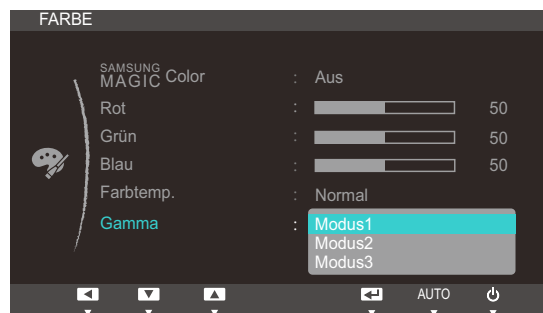 FARBE
SAMSUNG MAGIC Color : Aus
Rot : 50
Grün : 50
Blau : 50
Farbtemp. : Normal
Gamma : Modus1
Modus2
Modus3
AUTO